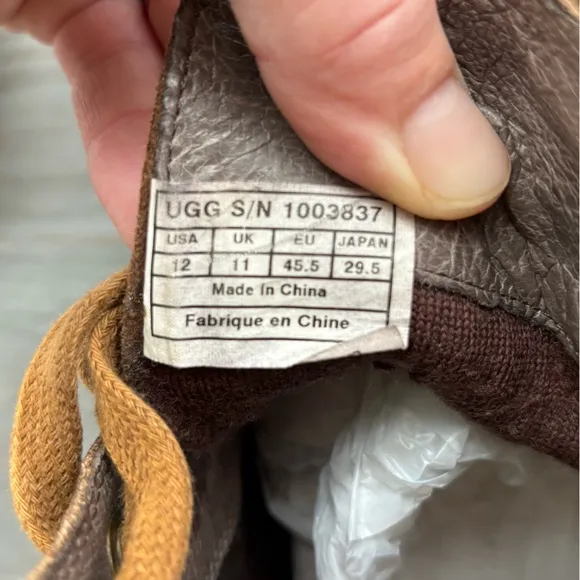 UGG S/N 1003837
USA UK EU JAPAN
12 11 45.5 29.5
Made In China
Fabrique en Chine